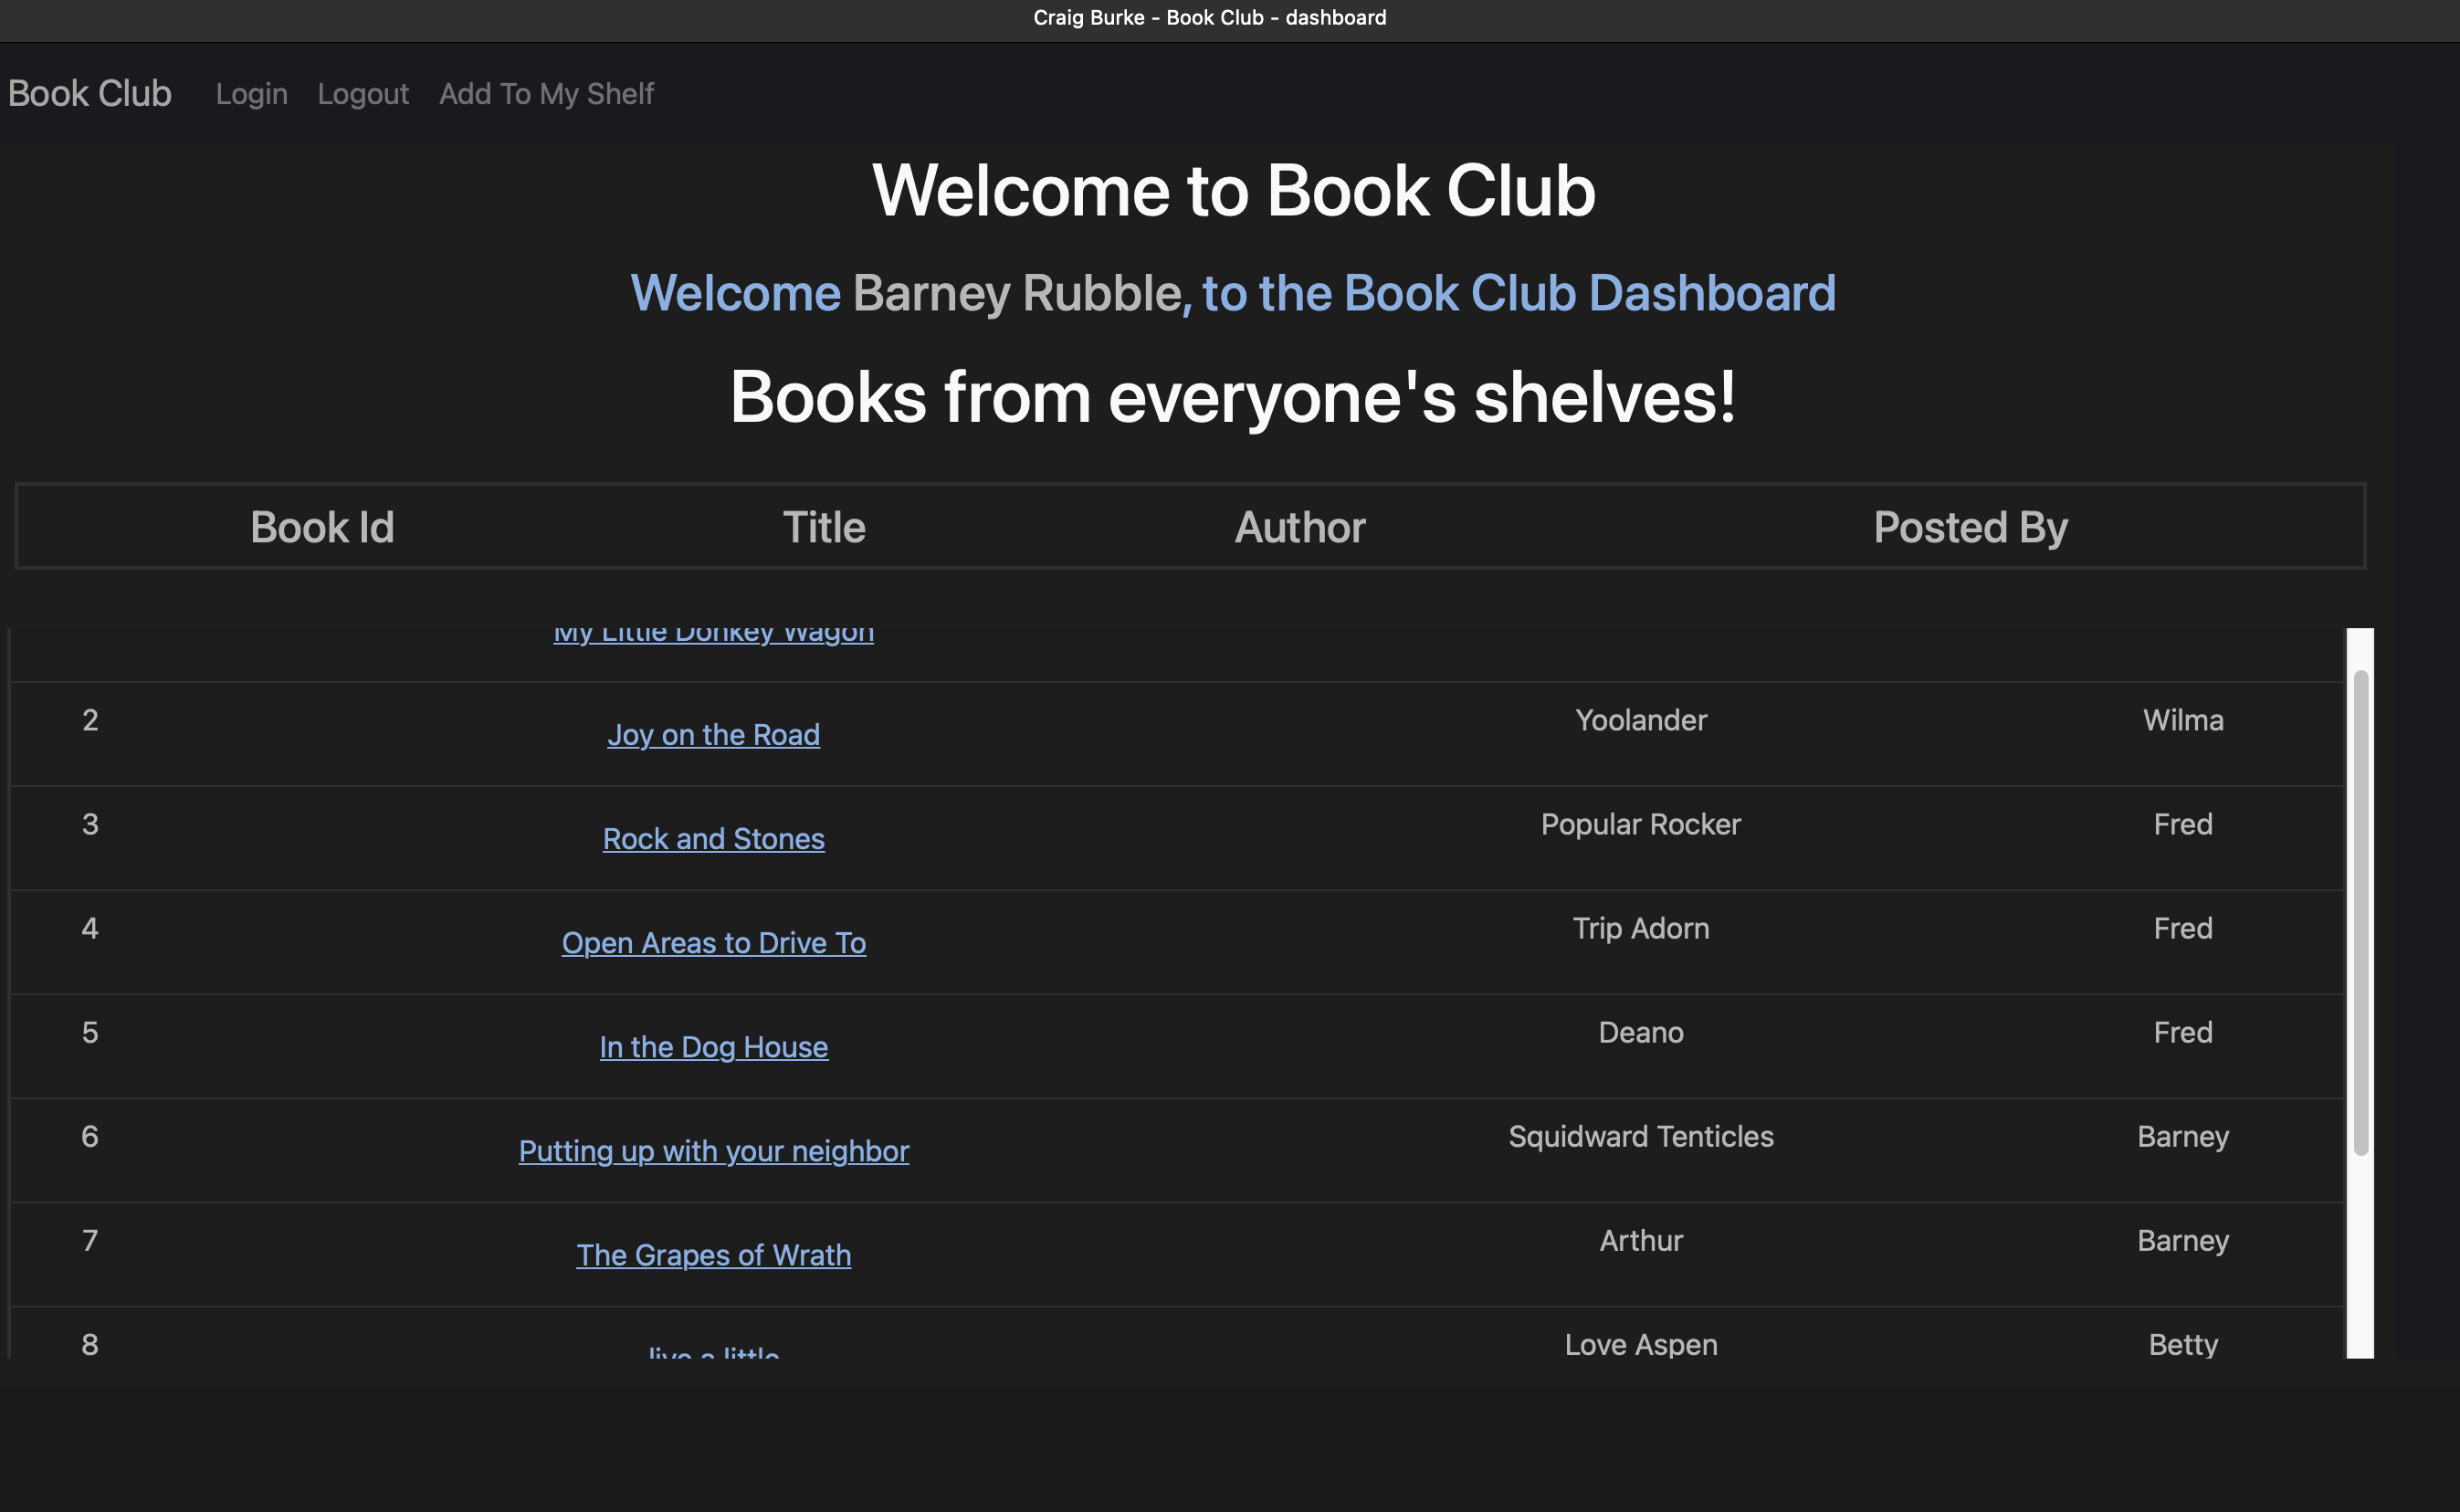 Craig Burke - Book Club - dashboard
Book Club Login Logout Add To My Shelf
Welcome to Book Club
Welcome Barney Rubble, to the Book Club Dashboard
Books from everyone's shelves!
Book Id Title Author Posted By
My Little Donkey Wagon
2 Joy on the Road Yoolander Wilma
3 Rock and Stones Popular Rocker Fred
4 Open Areas to Drive To Trip Adorn Fred
5 In the Dog House Deano Fred
6 Putting up with your neighbor Squidward Tenticles Barney
7 The Grapes of Wrath Arthur Barney
8 live a little Love Aspen Betty